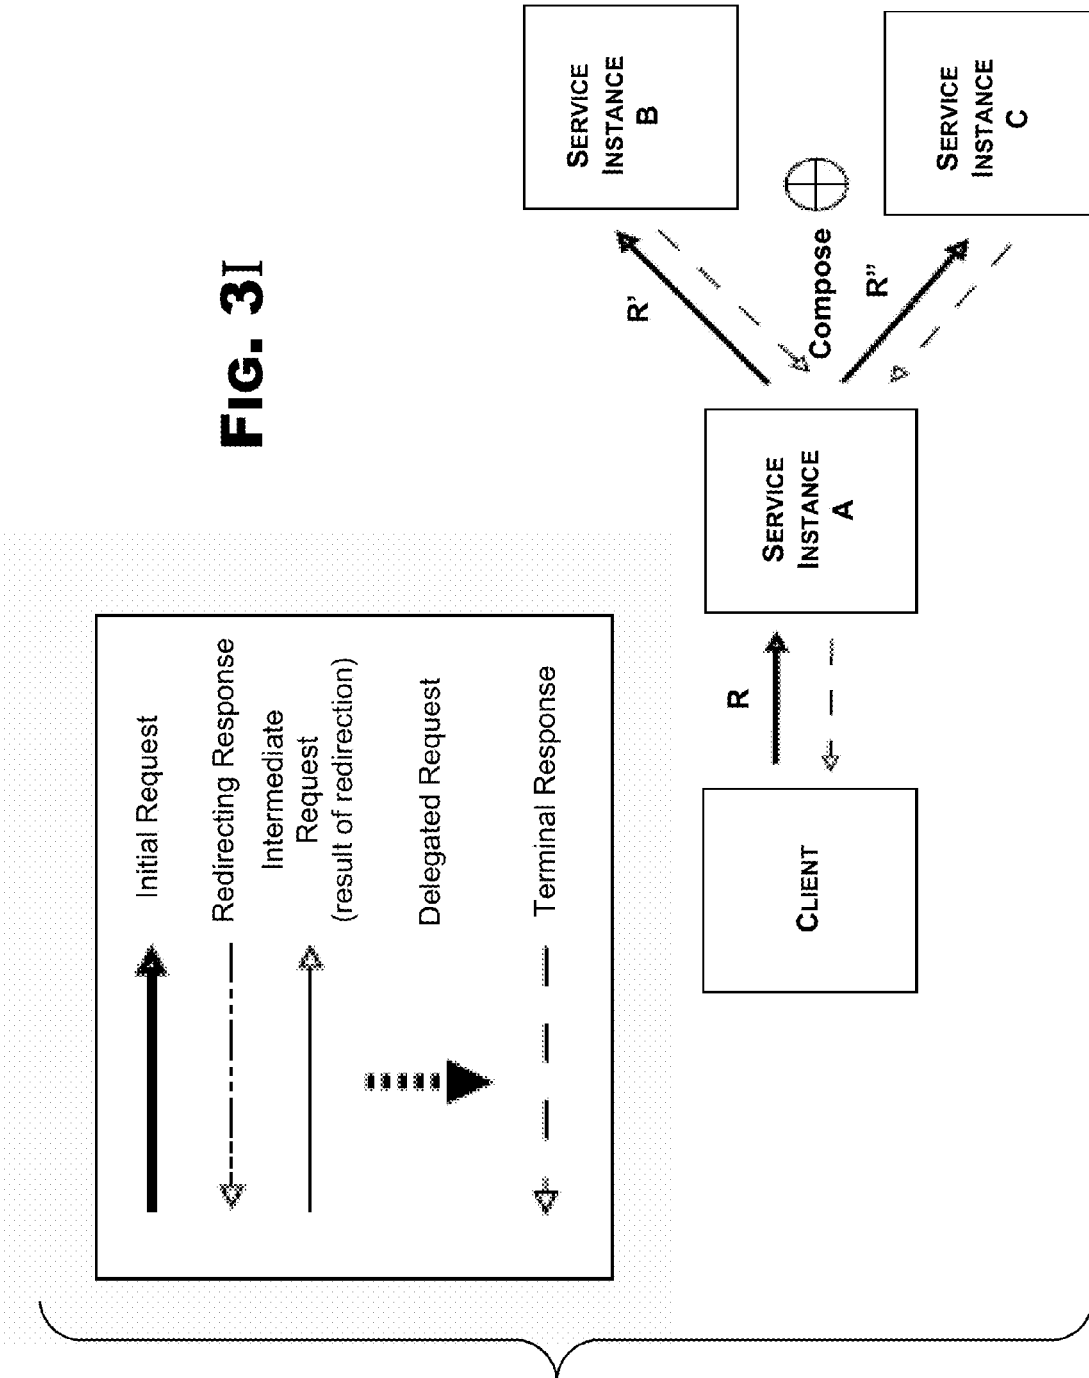 FIG. 3I
Initial Request
Redirecting Response
Intermediate
Request
(result of redirection)
Delegated Request
Terminal Response
CLIENT
R
SERVICE
INSTANCE
A
R'
Compose
R"
SERVICE
INSTANCE
B
SERVICE
INSTANCE
C